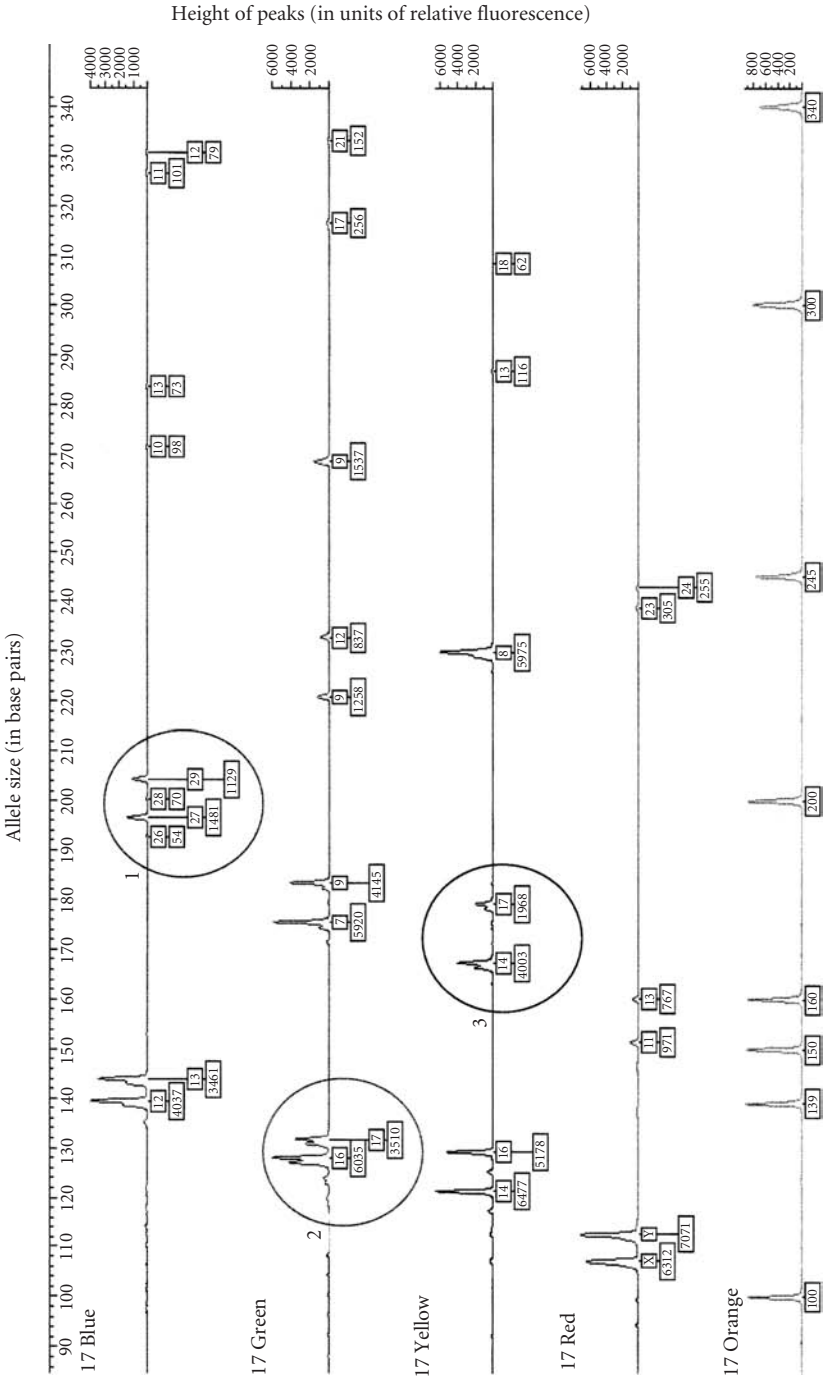 Height of peaks (in units of relative fluorescence)
Allele size (in base pairs)
90 100 110 120 130 140 150 160 170 180 190 200 210 220 230 240 250 260 270 280 290 300 310 320 330 340
17 Blue
4000 3000 2000 1000
1
12 13 26 28 27 29 10 13 11 12
4037 3461 54 70 1481 1129 98 73 101 79
17 Green
6000 4000 2000
2
16 17 7 9 9 12 9 17 21
6035 3510 5920 4145 1258 837 1537 256 152
17 Yellow
6000 4000 2000
3
14 16 14 17 8 13 18
6477 5178 4003 1968 5975 116 62
17 Red
6000 4000 2000
X Y 11 13 23 24
6312 7071 971 767 305 255
17 Orange
800 600 400 200
100 139 150 160 200 245 300 340